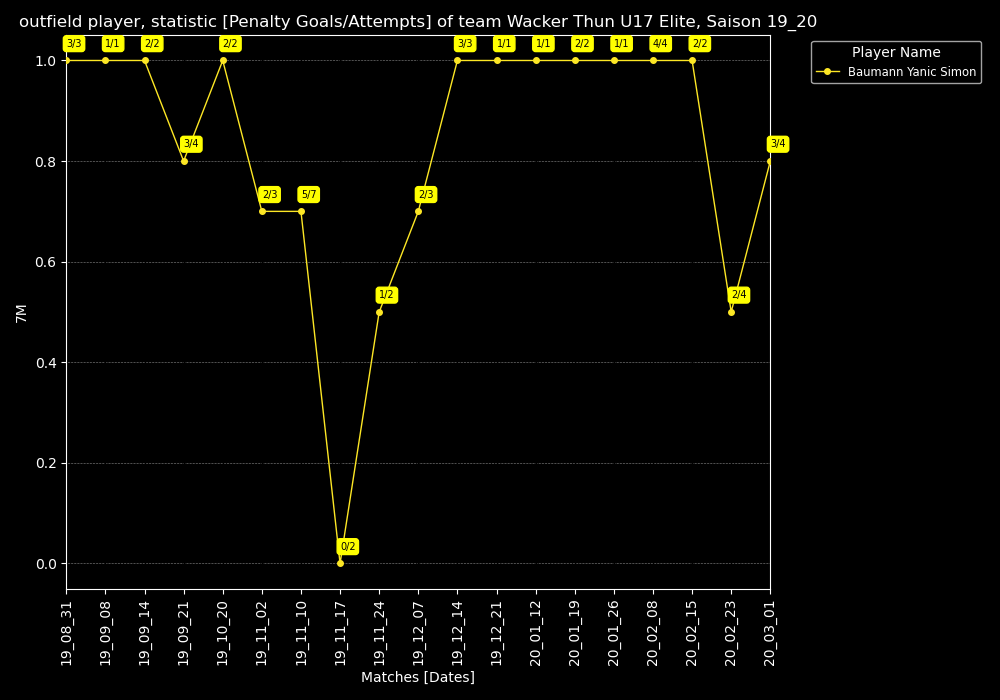 outfield player, statistic [Penalty Goals/Attempts] of team Wacker Thun U17 Elite, Saison 19_20
3/3 1/1 2/2 2/2 3/3 1/1 1/1 2/2 1/1 4/4 2/2
Player Name
Baumann Yanic Simon
1.0
3/4 3/4
0.8
2/3 5/7 2/3
0.6
1/2 2/4
7M
0.4
0.2
0/2
0.0
19_08_31 19_09_08 19_09_14 19_09_21 19_10_20 19_11_02 19_11_10 19_11_17 19_11_24 19_12_07 19_12_14 19_12_21 20_01_12 20_01_19 20_01_26 20_02_08 20_02_15 20_02_23 20_03_01
Matches [Dates]